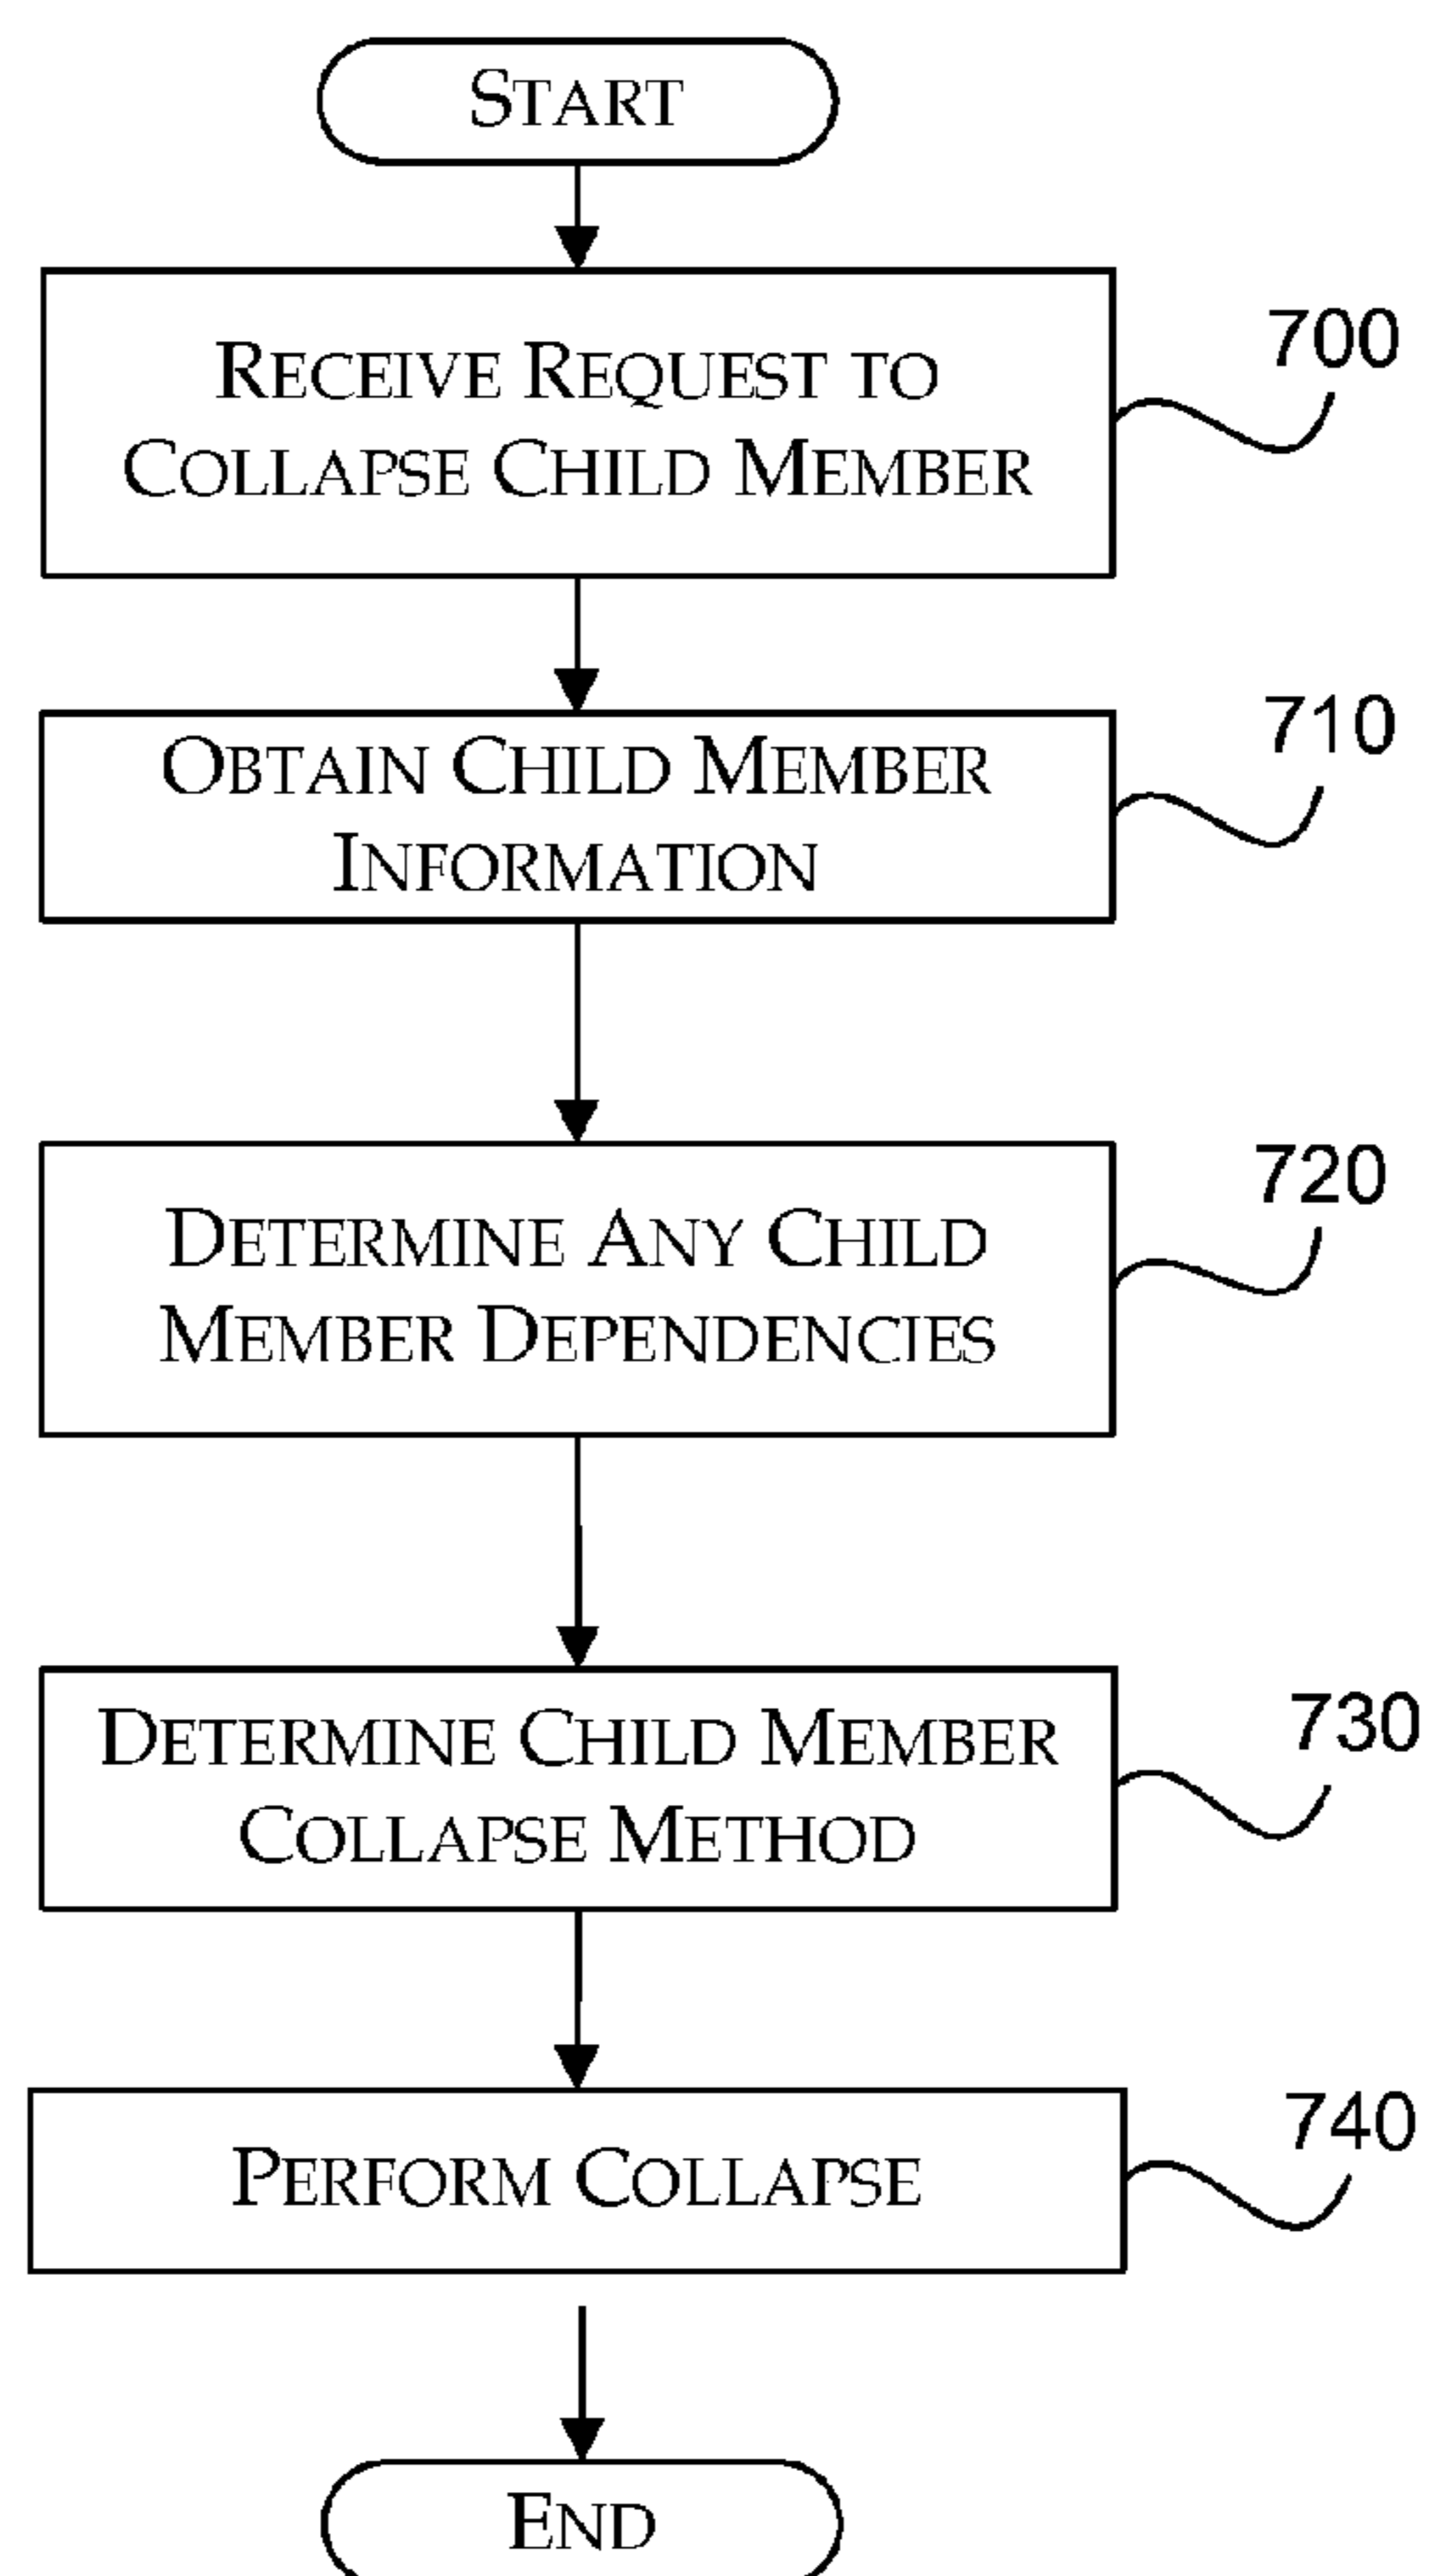 START
RECEIVE REQUEST TO
COLLAPSE CHILD MEMBER
700
OBTAIN CHILD MEMBER
INFORMATION
710
DETERMINE ANY CHILD
MEMBER DEPENDENCIES
720
DETERMINE CHILD MEMBER
COLLAPSE METHOD
730
PERFORM COLLAPSE
740
END